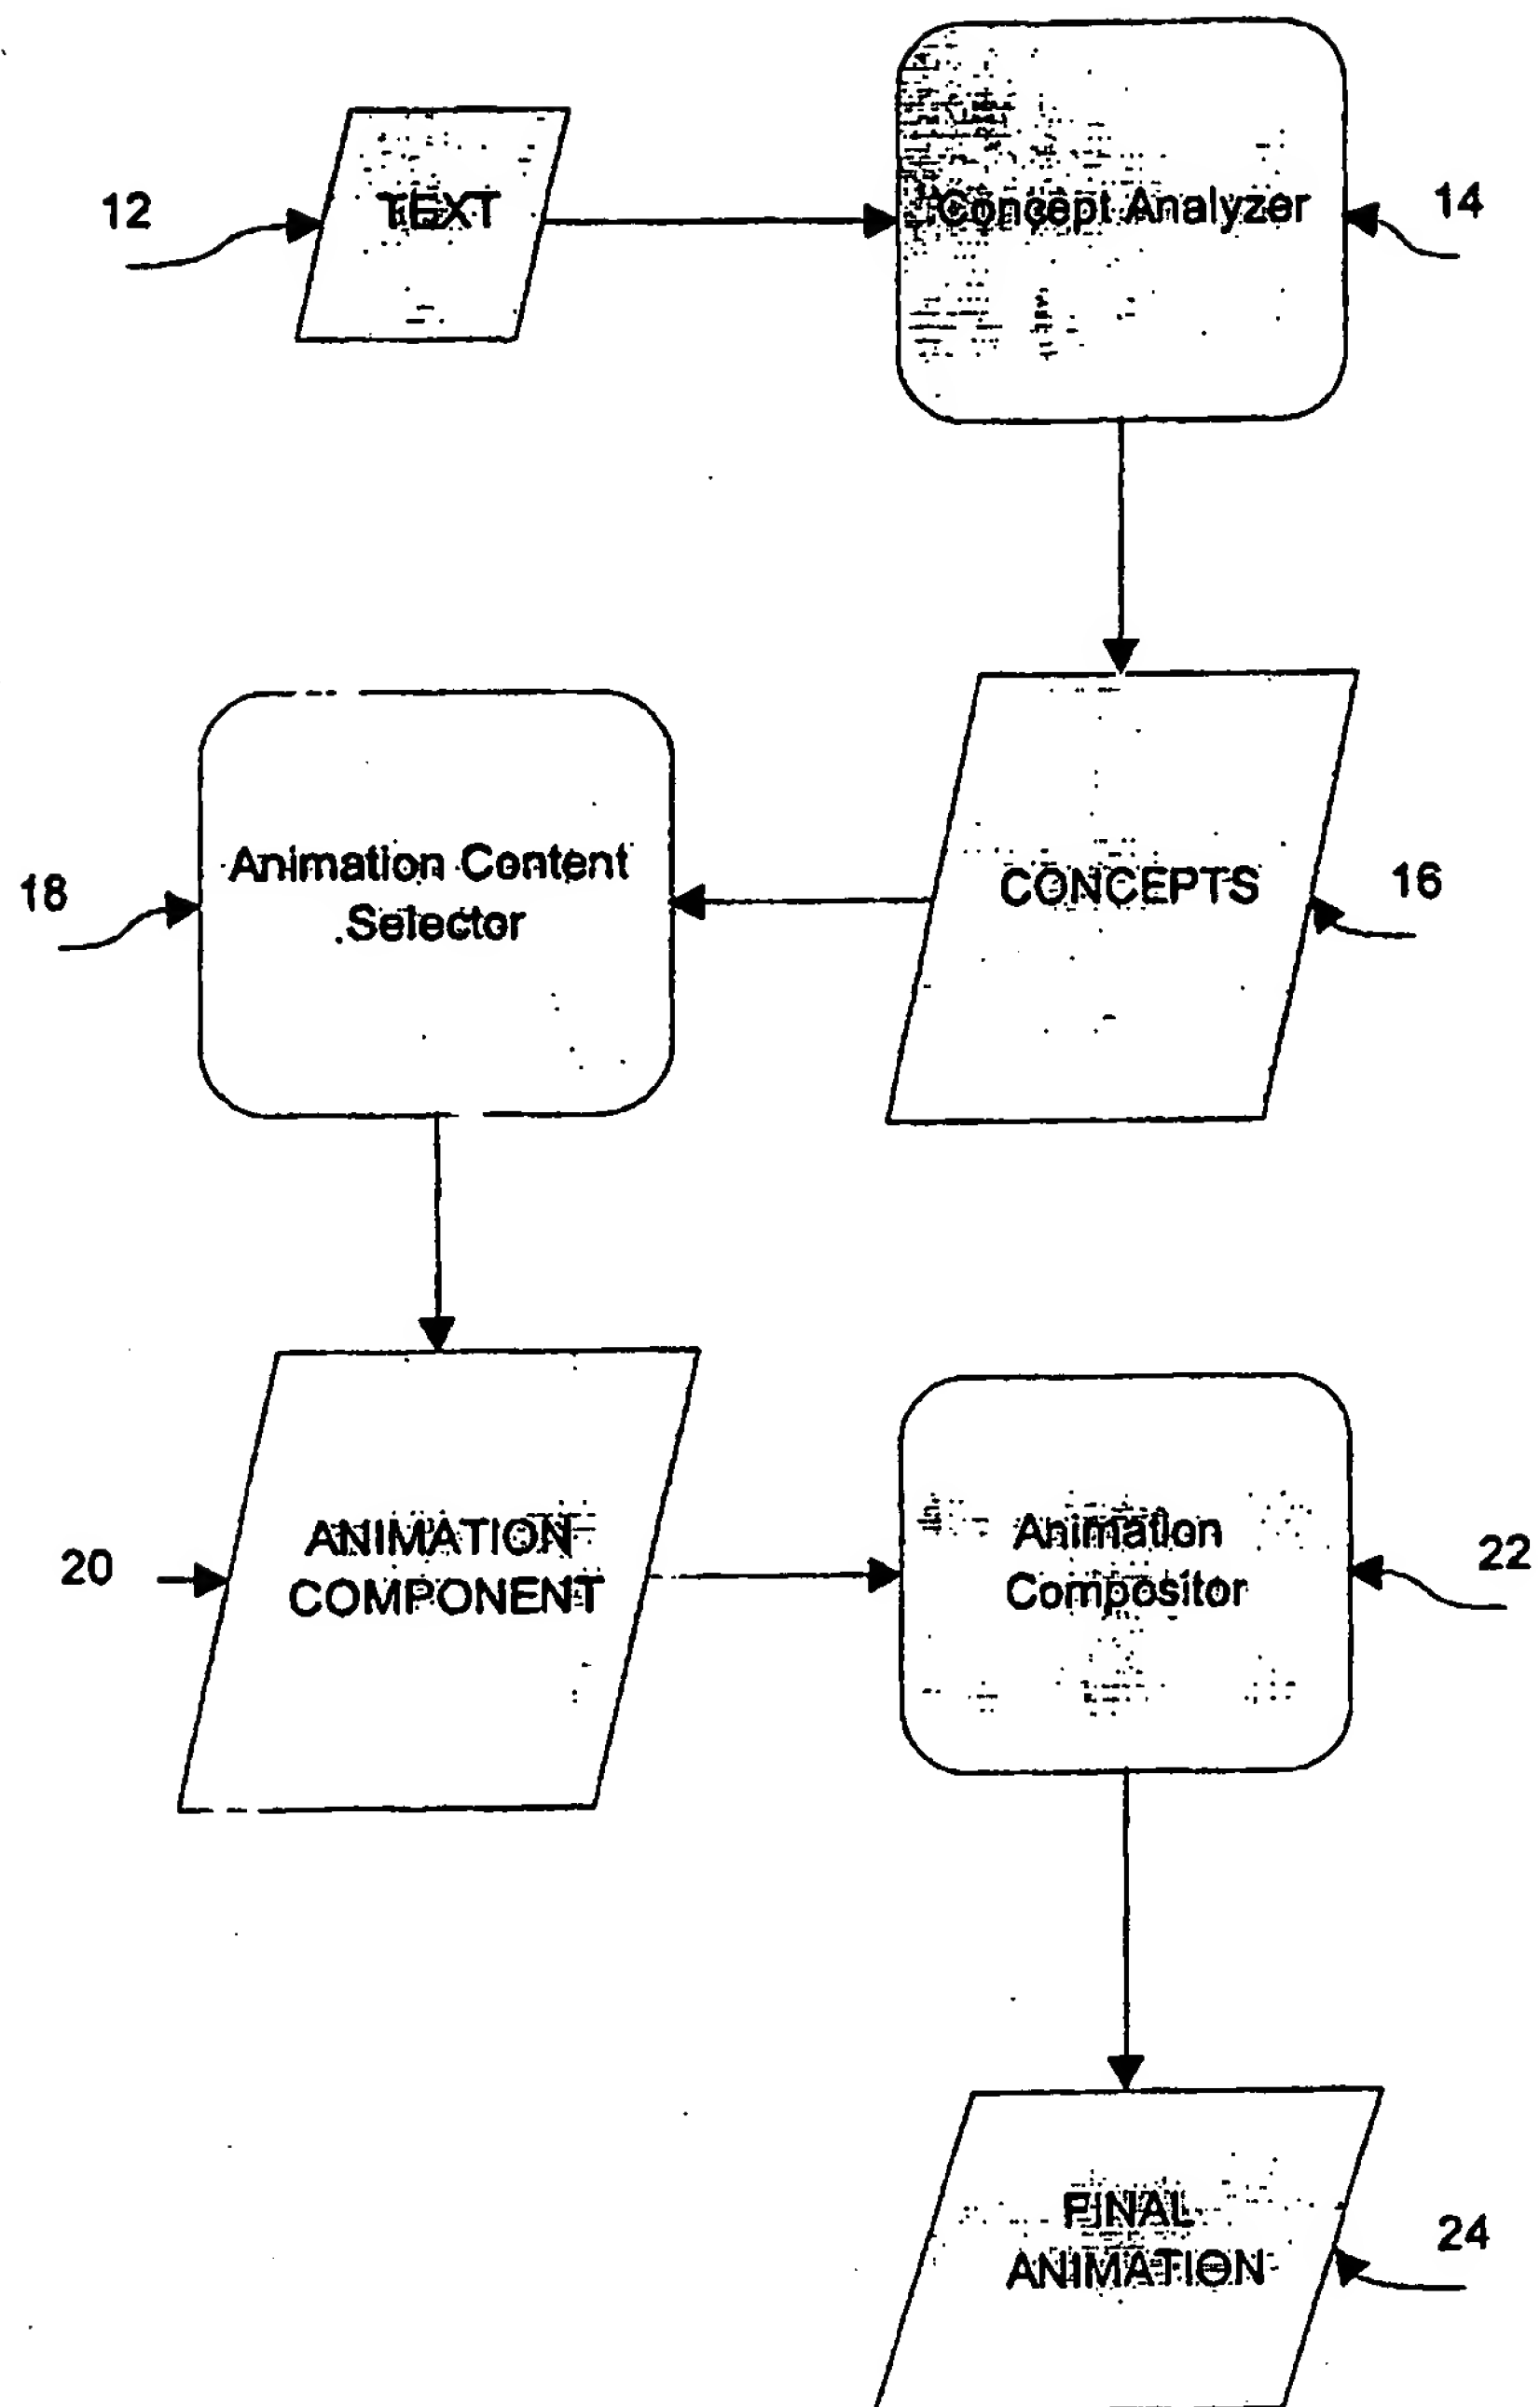 12
TEXT
Concept Analyzer
14
18
Animation Content
Selector
CONCEPTS
16
20
ANIMATION
COMPONENT
Animation
Compositor
22
FINAL
ANIMATION
24